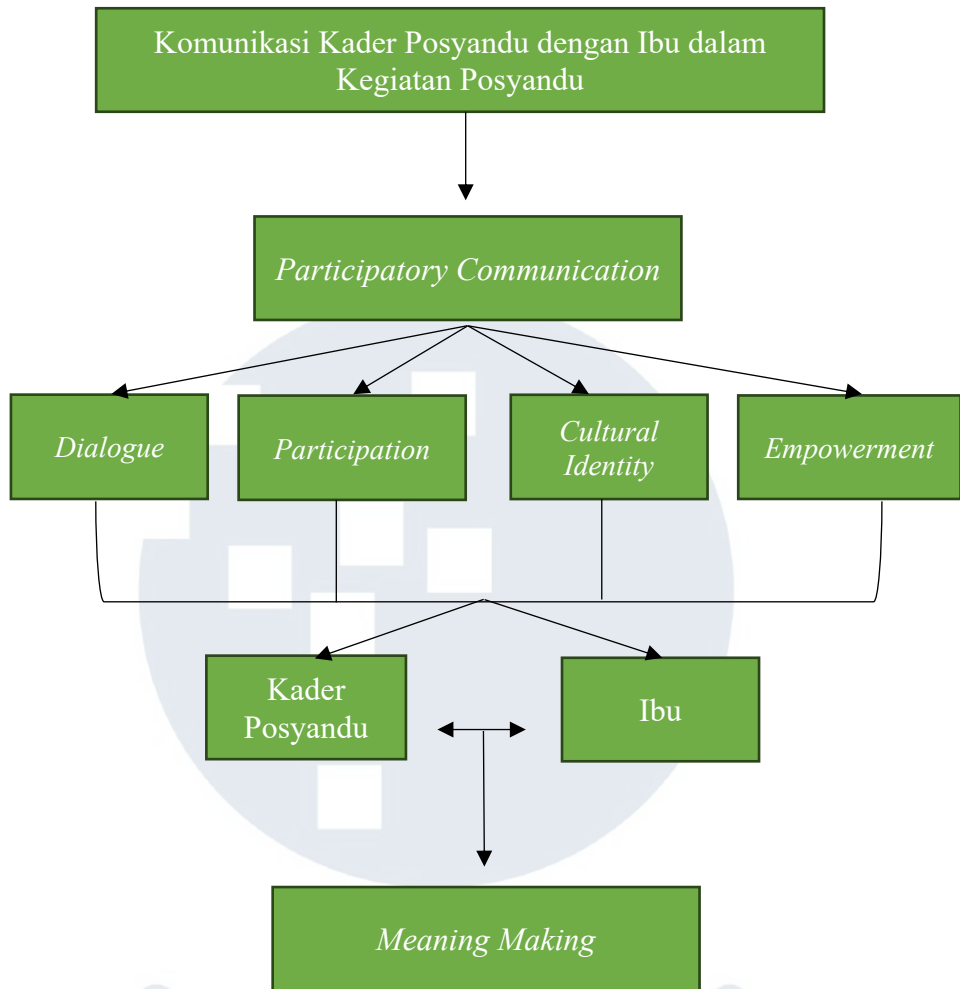 Komunikasi Kader Posyandu dengan Ibu dalam
Kegiatan Posyandu
Participatory Communication
Dialogue
Participation
Cultural
Identity
Empowerment
Kader
Posyandu
Ibu
Meaning Making